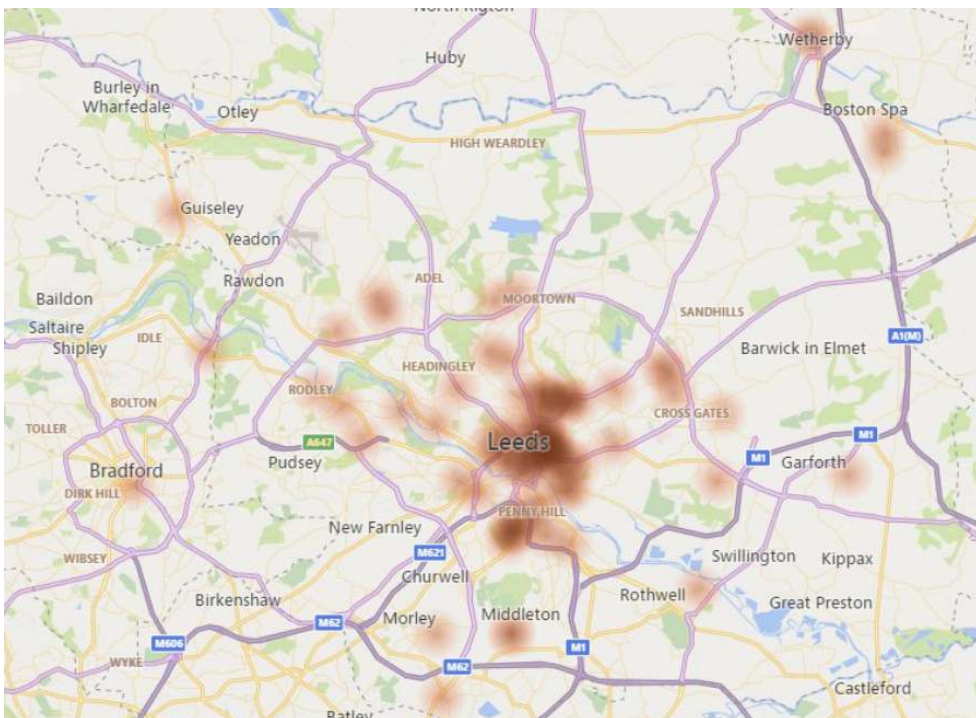 North Rigton
Wetherby
Huby
Burley in
Wharfedale
Otley
Boston Spa
HIGH WEARDLEY
Guiseley
Yeadon
Rawdon
ADEL
Baildon
MOORTOWN
SANDHILLS
Saltaire
Shipley
IDLE
A1(M)
Barwick in Elmet
HEADINGLEY
RODLEY
BOLTON
CROSS GATES
TOLLER
Leeds
A647
M1
Bradford
Pudsey
M1
Garforth
DIRK HILL
PENNY HILL
New Farnley
M621
WIBSEY
Swillington
Kippax
Churwell
Birkenshaw
Rothwell
Great Preston
M62
Morley
Middleton
M606
M1
WYKE
M62
Castleford
Batley